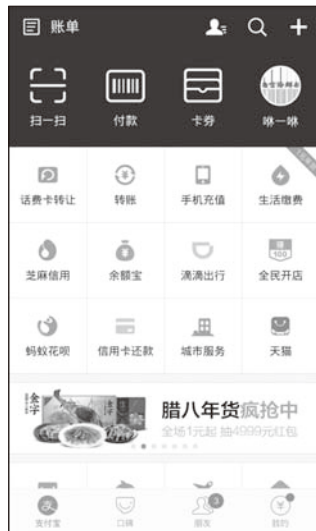 账单
扫一扫 付款 卡券 咻一咻
话费卡转让 转账 手机充值 生活缴费
芝麻信用 余额宝 滴滴出行 全民开店
蚂蚁花呗 信用卡还款 城市服务 天猫
金字
腊八年货疯抢中
全场1元起 抽4999元红包
3
支付宝 口碑 朋友 我的